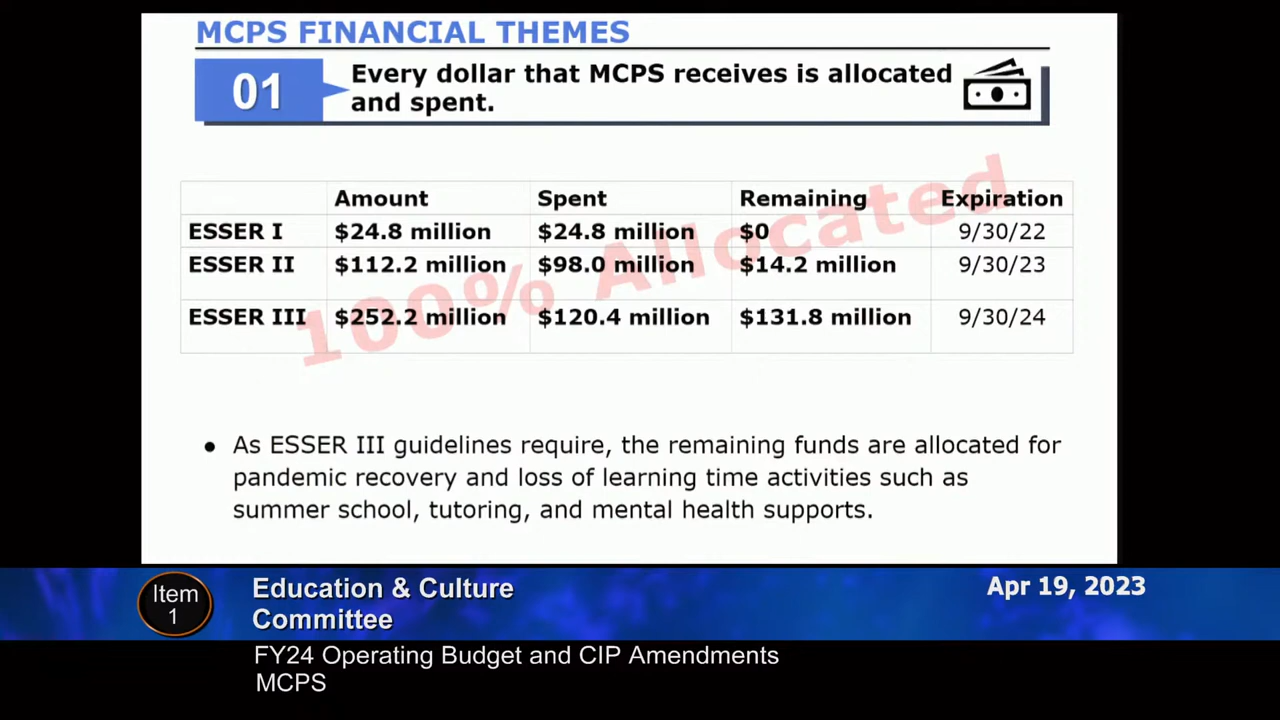 MCPS FINANCIAL THEMES
01
Every dollar that MCPS receives is allocated
and spent.
Amount Spent Remaining Expiration
ESSER I $24.8 million $24.8 million $0 9/30/22
ESSER II $112.2 million $98.0 million $14.2 million 9/30/23
ESSER III $252.2 million $120.4 million $131.8 million 9/30/24
100% Allocated
• As ESSER III guidelines require, the remaining funds are allocated for
pandemic recovery and loss of learning time activities such as
summer school, tutoring, and mental health supports.
Item
1
Education & Culture
Committee
Apr 19, 2023
FY24 Operating Budget and CIP Amendments
MCPS